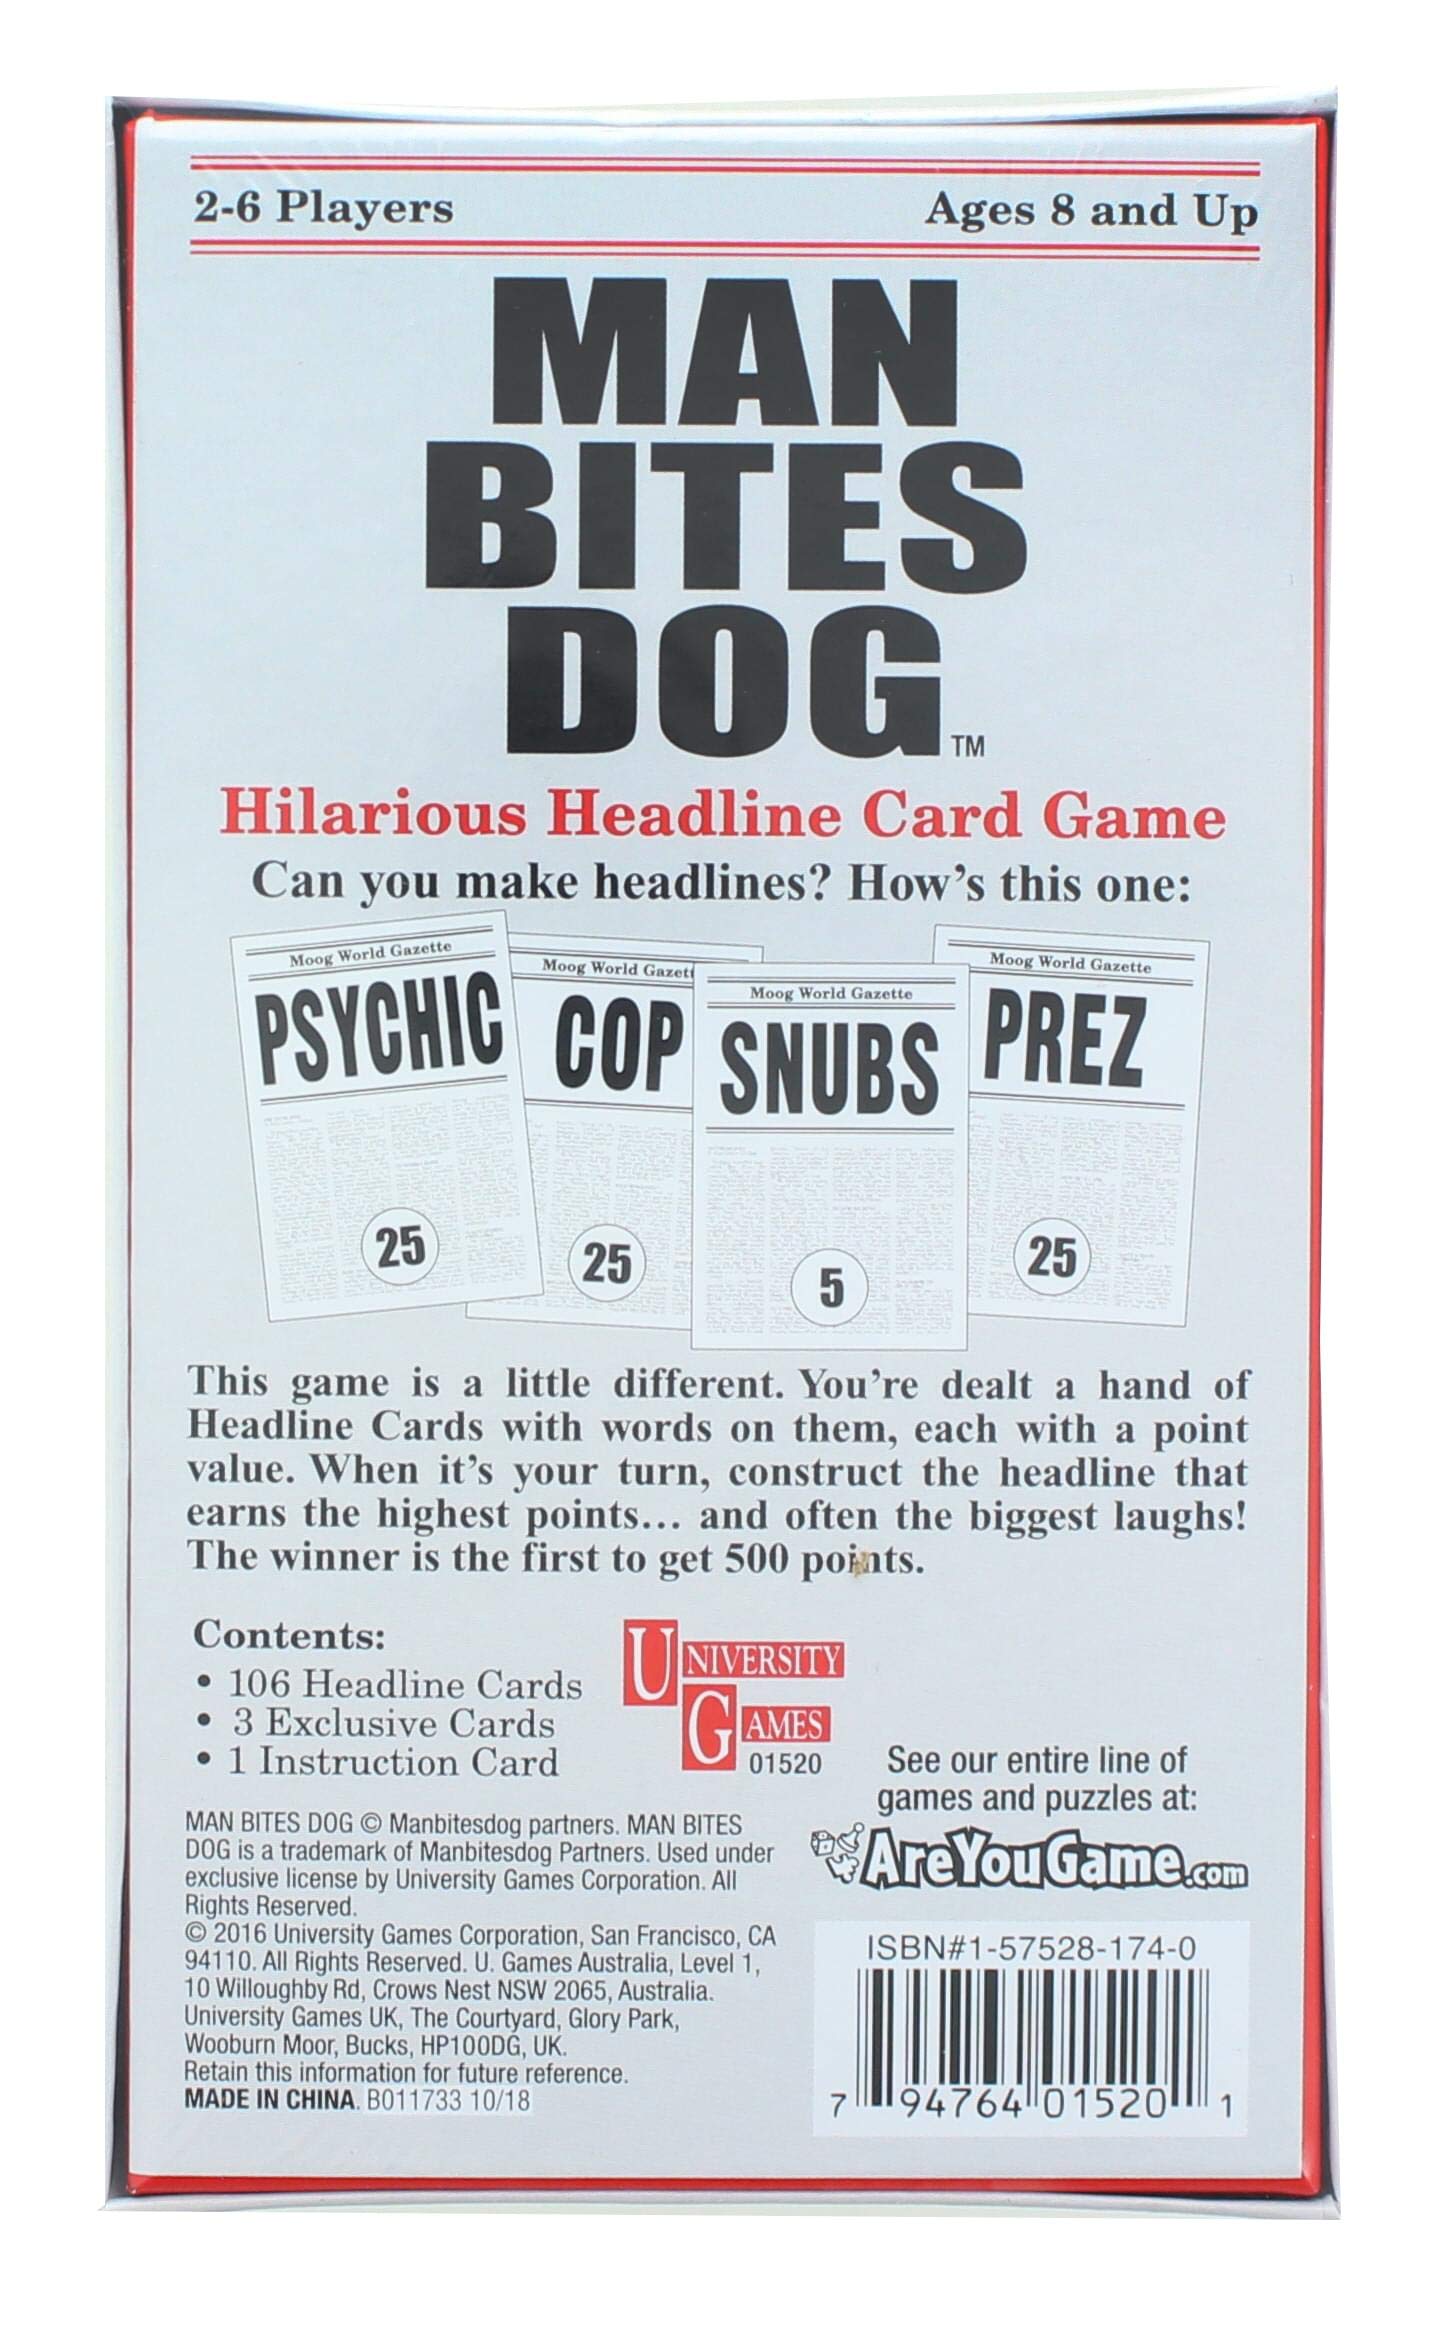 2-6 Players
Ages 8 and Up
MAN
BITES
DOG™
Hilarious Headline Card Game
Can you make headlines? How's this one:
Moog World Gazette
PSYCHIC
25
Moog World Gazett
COP
25
Moog World Gazette
SNUBS
5
Moog World Gazette
PREZ
25
This game is a little different. You're dealt a hand of
Headline Cards with words on them, each with a point
value. When it's your turn, construct the headline that
earns the highest points... and often the biggest laughs!
The winner is the first to get 500 points.
Contents:
• 106 Headline Cards
• 3 Exclusive Cards
• 1 Instruction Card
UNIVERSITY
GAMES
01520
See our entire line of
games and puzzles at:
AreYouGame.com
MAN BITES DOG © Manbitesdog partners. MAN BITES
DOG is a trademark of Manbitesdog Partners. Used under
exclusive license by University Games Corporation. All
Rights Reserved.
© 2016 University Games Corporation, San Francisco, CA
94110. All Rights Reserved. U. Games Australia, Level 1,
10 Willoughby Rd, Crows Nest NSW 2065, Australia.
University Games UK, The Courtyard, Glory Park,
Wooburn Moor, Bucks, HP100DG, UK.
Retain this information for future reference.
MADE IN CHINA. B011733 10/18
ISBN#1-57528-174-0
7 94764 01520 1